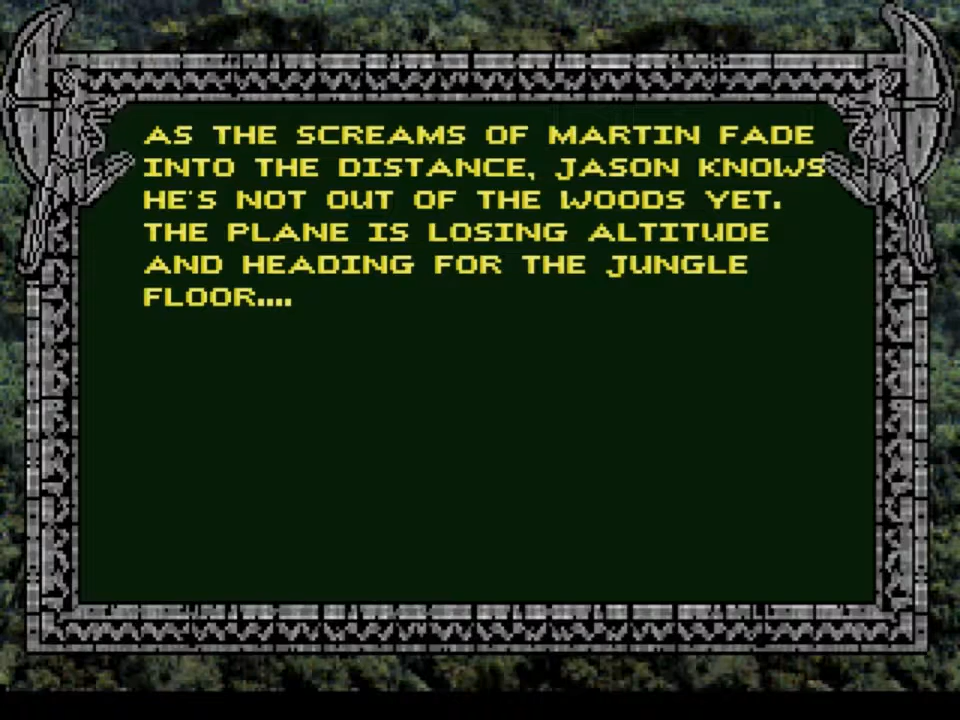 AS THE SCREAMS OF MARTIN FADE
INTO THE DISTANCE, JASON KNOWS
HE'S NOT OUT OF THE WOODS YET.
THE PLANE IS LOSING ALTITUDE
AND HEADING FOR THE JUNGLE
FLOOR....